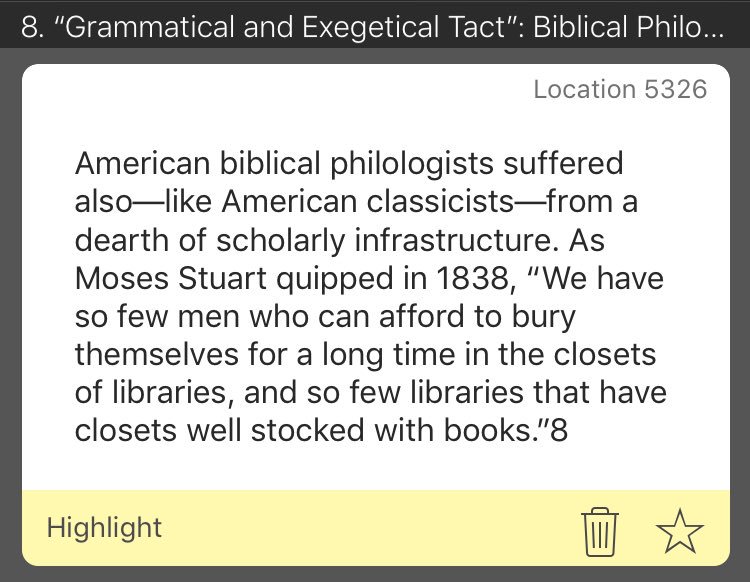 8. “Grammatical and Exegetical Tact”: Biblical Philo...
Location 5326
American biblical philologists suffered
also—like American classicists—from a
dearth of scholarly infrastructure. As
Moses Stuart quipped in 1838, “We have
so few men who can afford to bury
themselves for a long time in the closets
of libraries, and so few libraries that have
closets well stocked with books.”8
Highlight